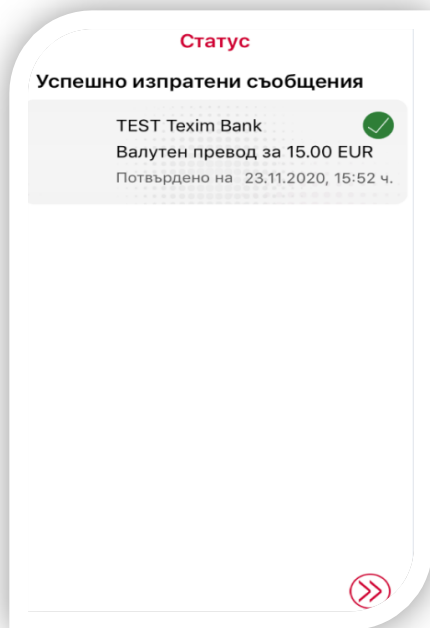 Статус
Успешно изпратени съобщения
TEST Texim Bank
Валутен превод за 15.00 EUR
Потвърдено на 23.11.2020, 15:52 ч.